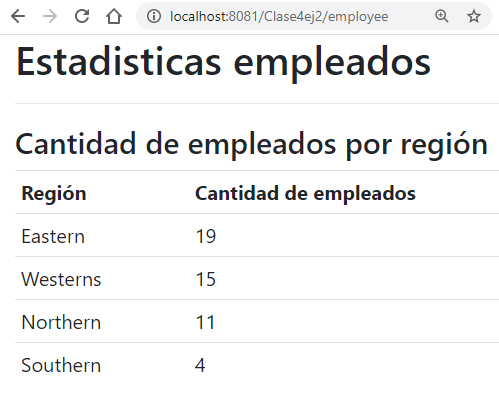 localhost:8081/Clase4ej2/employee
Estadisticas empleados
Cantidad de empleados por región
Región Cantidad de empleados
Eastern 19
Westerns 15
Northern 11
Southern 4